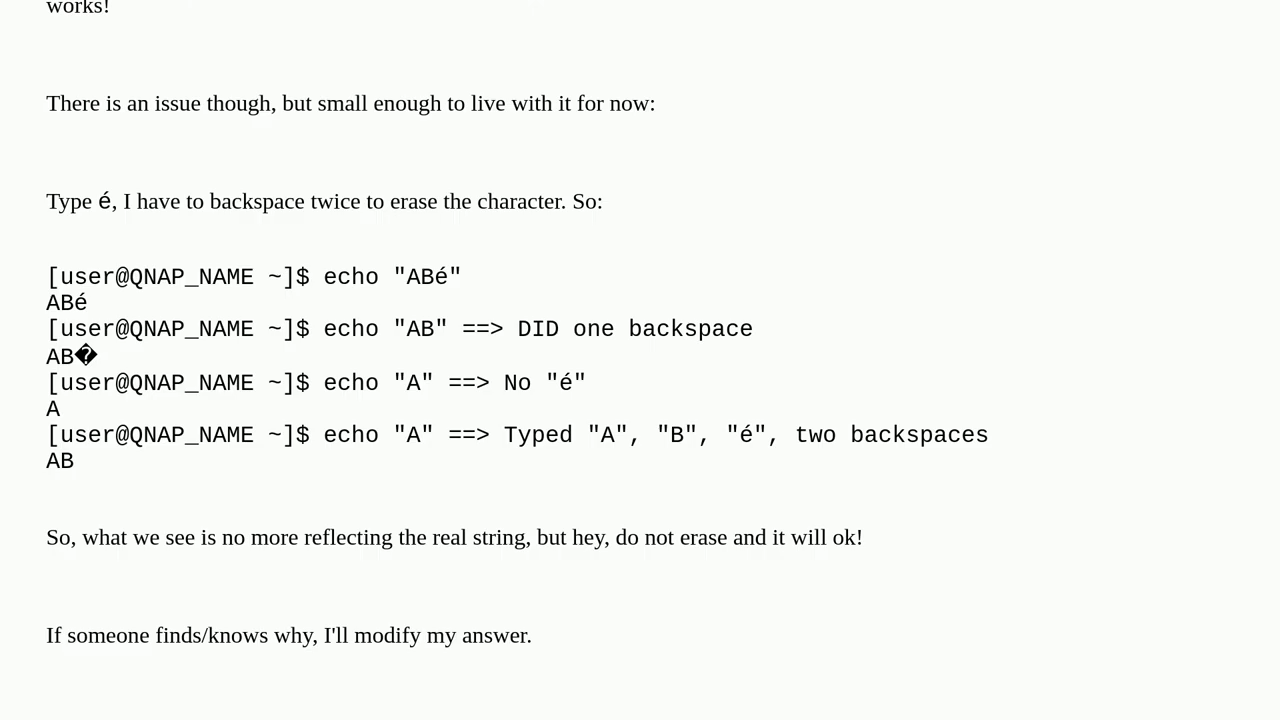 works!
There is an issue though, but small enough to live with it for now:
Type é, I have to backspace twice to erase the character. So:
[user@QNAP_NAME ~]$ echo "ABé"
ABé
[user@QNAP_NAME ~]$ echo "AB" ==> DID one backspace
AB�
[user@QNAP_NAME ~]$ echo "A" ==> No "é"
A
[user@QNAP_NAME ~]$ echo "A" ==> Typed "A", "B", "é", two backspaces
AB
So, what we see is no more reflecting the real string, but hey, do not erase and it will ok!
If someone finds/knows why, I'll modify my answer.